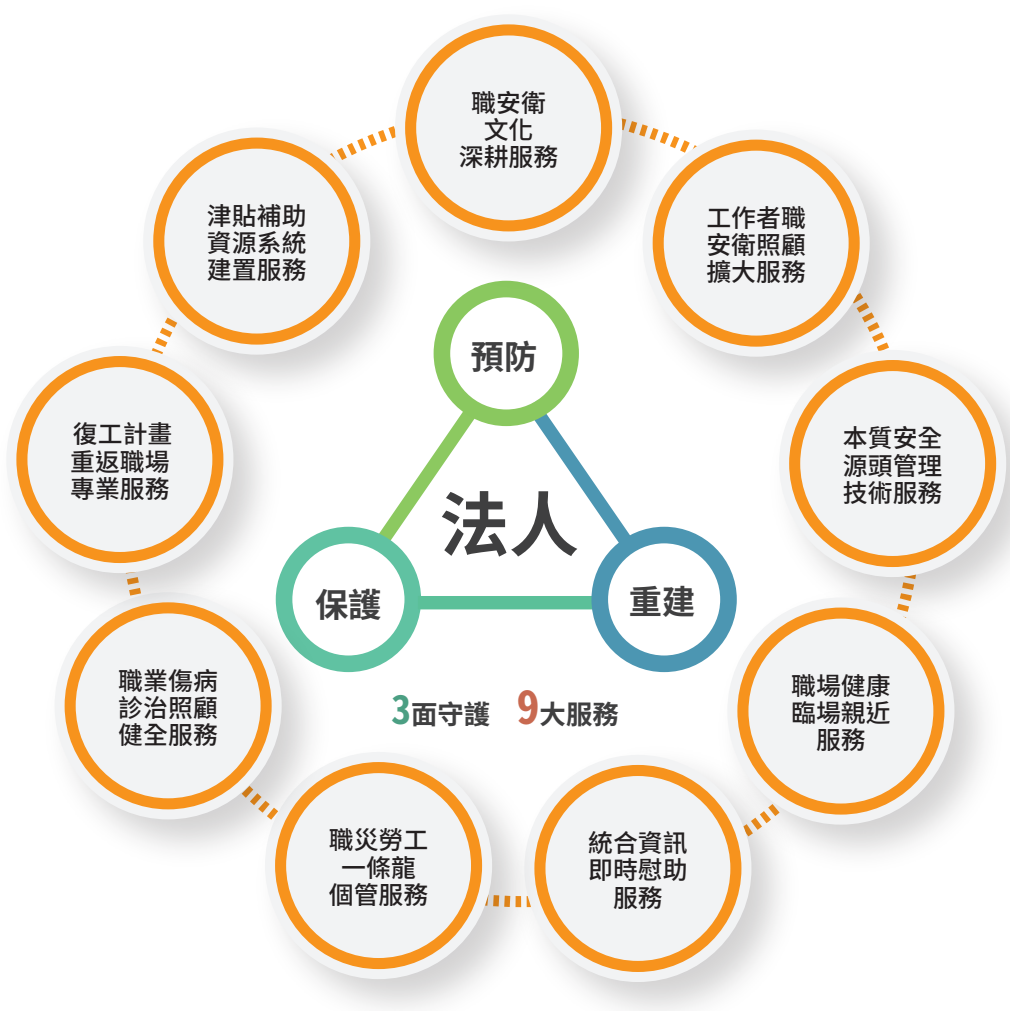 職安衛
文化
深耕服務
工作者職
安衛照顧
擴大服務
本質安全
源頭管理
技術服務
職場健康
臨場親近
服務
統合資訊
即時慰助
服務
職災勞工
一條龍
個管服務
職業傷病
診治照顧
健全服務
復工計畫
重返職場
專業服務
津貼補助
資源系統
建置服務
預防
法人
保護
重建
3面守護 9大服務